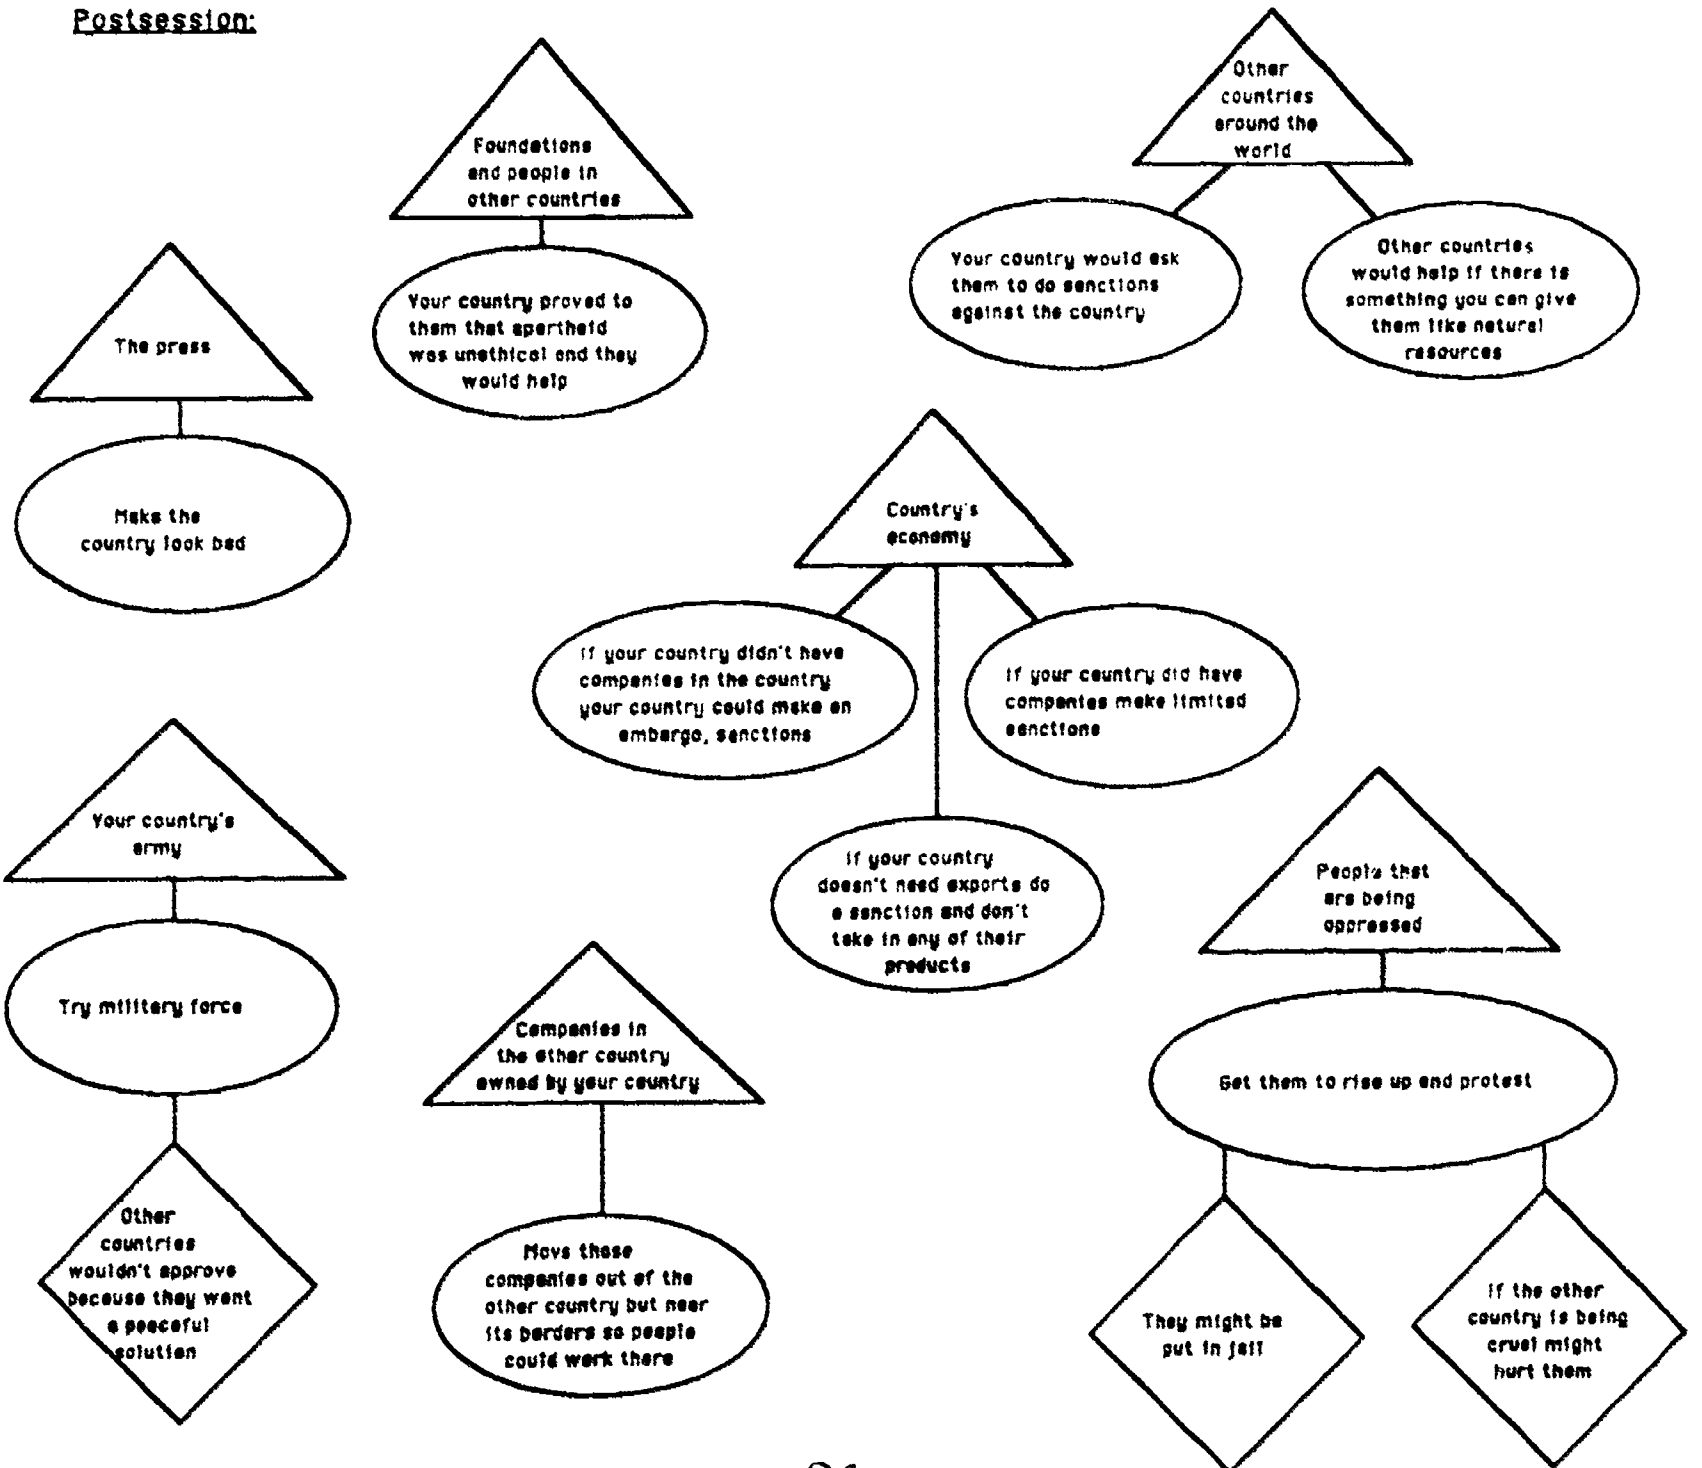 Postsession:
Foundations
and people in
other countries
Your country proved to
them that apartheid
was unethical and they
would help
Other
countries
around the
world
Your country would ask
them to do sanctions
against the country
Other countries
would help if there is
something you can give
them like natural
resources
The press
Make the
country look bad
Country's
economy
If your country didn't have
companies in the country
your country could make an
embargo, sanctions
If your country did have
companies make limited
sanctions
If your country
doesn't need exports do
a sanction and don't
take in any of their
products
Your country's
army
Try military force
Other
countries
wouldn't approve
because they want
a peaceful
solution
Companies in
the other country
owned by your country
Move those
companies out of the
other country but near
its borders so people
could work there
People that
are being
oppressed
Get them to rise up and protest
They might be
put in jail
If the other
country is being
cruel might
hurt them